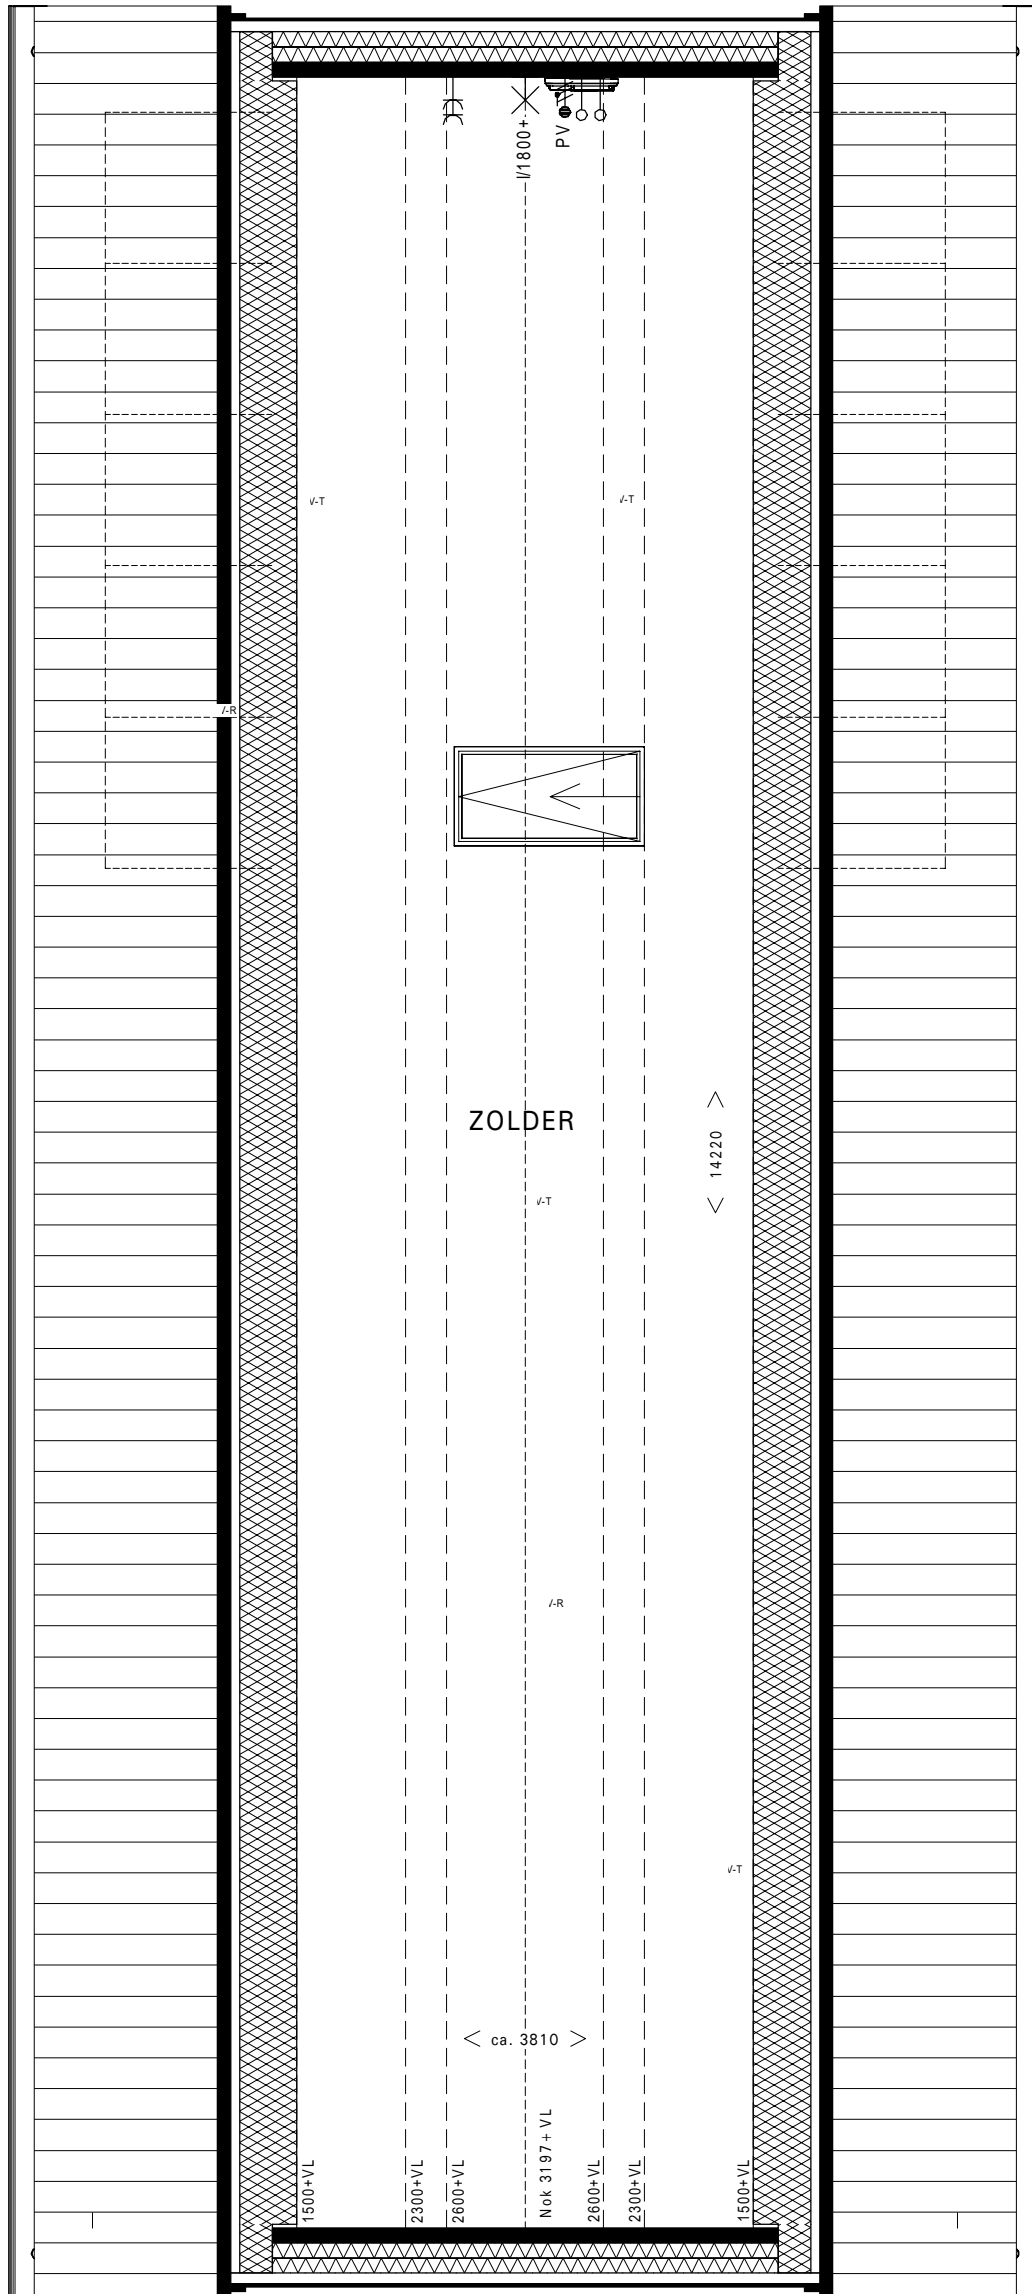 l/1800+
PV
V-T
V-T
/-R
ZOLDER
< 14220 >
V-T
/-R
V-T
< ca. 3810 >
1500+VL
2300+VL
2600+VL
Nok 3197+VL
2600+VL
2300+VL
1500+VL